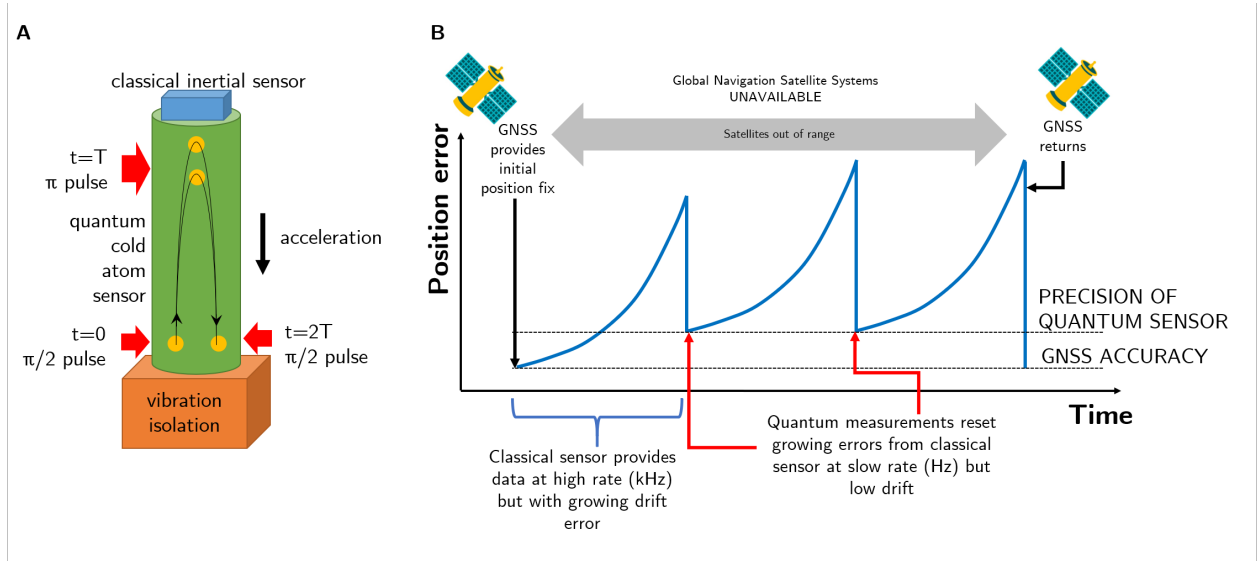 A
classical inertial sensor
t=T
π pulse
quantum
cold
atom
sensor
acceleration
t=0
π/2 pulse
t=2T
π/2 pulse
vibration
isolation
B
Global Navigation Satellite Systems
UNAVAILABLE
Satellites out of range
GNSS
provides
initial
position fix
GNSS
returns
Position error
PRECISION OF
QUANTUM SENSOR
GNSS ACCURACY
Time
Classical sensor provides
data at high rate (kHz)
but with growing drift
error
Quantum measurements reset
growing errors from classical
sensor at slow rate (Hz) but
low drift